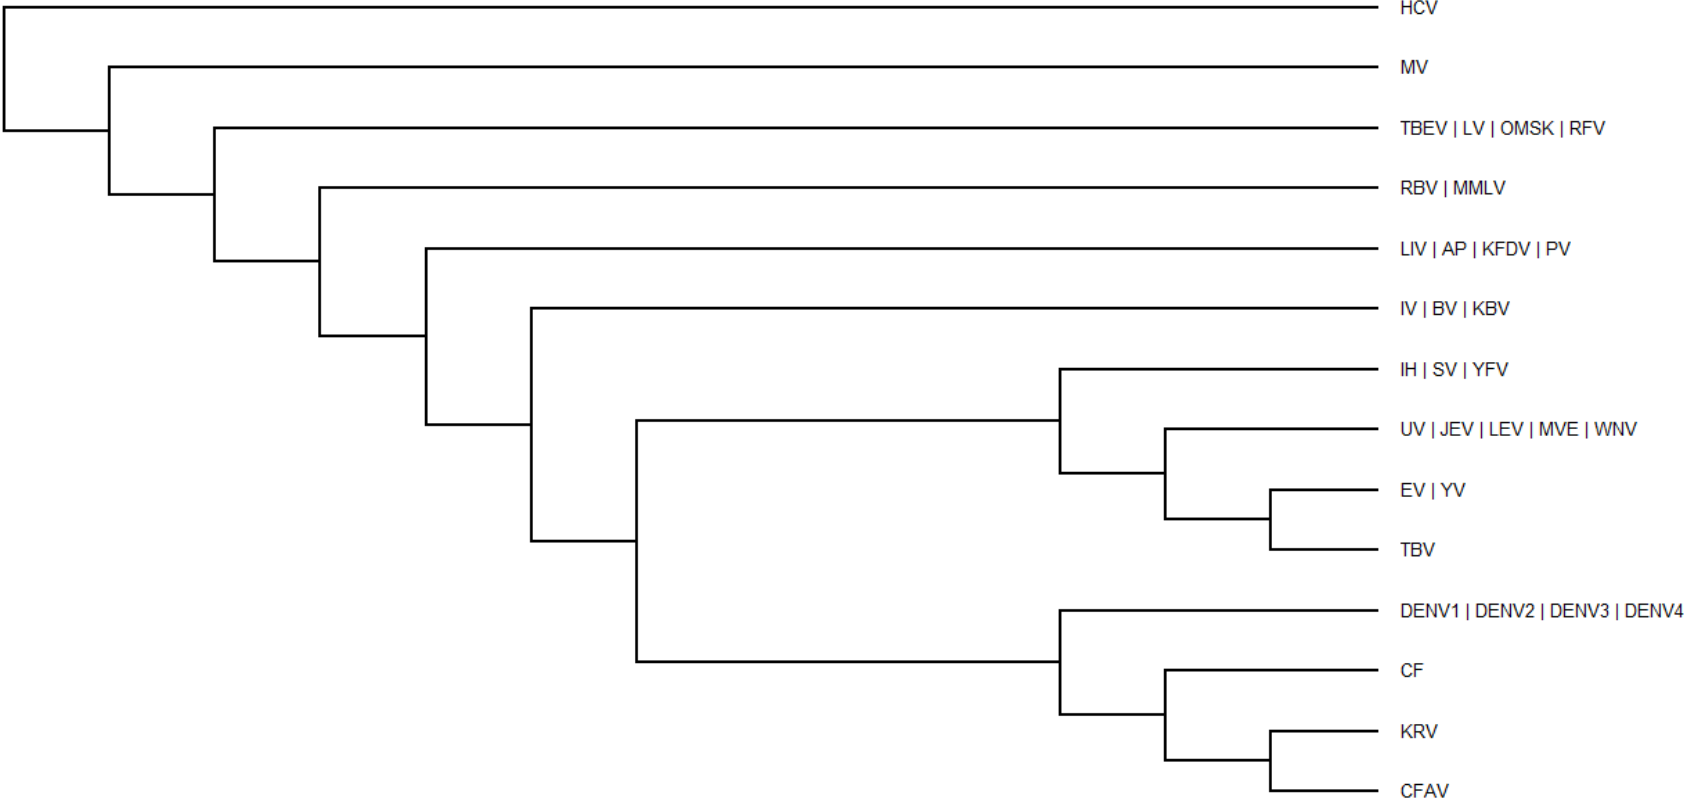 HCV
MV
TBEV | LV | OMSK | RFV
RBV | MMLV
LIV | AP | KFDV | PV
IV | BV | KBV
IH | SV | YFV
UV | JEV | LEV | MVE | WNV
EV | YV
TBV
DENV1 | DENV2 | DENV3 | DENV4
CF
KRV
CFAV